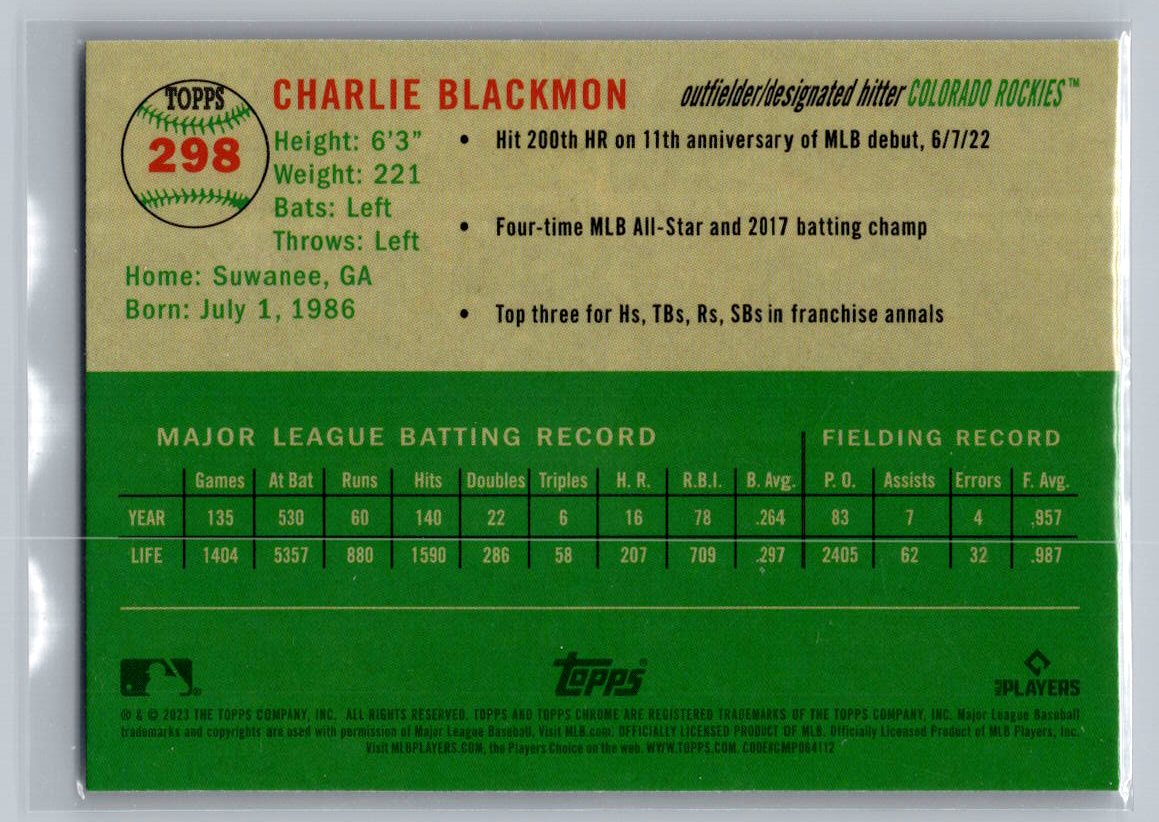 TOPPS
298
CHARLIE BLACKMON
outfielder/designated hitter COLORADO ROCKIES™
Height: 6'3"
Weight: 221
Bats: Left
Throws: Left
Home: Suwanee, GA
Born: July 1, 1986
• Hit 200th HR on 11th anniversary of MLB debut, 6/7/22
• Four-time MLB All-Star and 2017 batting champ
• Top three for Hs, TBs, Rs, SBs in franchise annals
MAJOR LEAGUE BATTING RECORD FIELDING RECORD
Games At Bat Runs Hits Doubles Triples H. R. R.B.I. B. Avg. P. O. Assists Errors F. Avg.
YEAR 135 530 60 140 22 6 16 78 .264 83 7 4 .957
LIFE 1404 5357 880 1590 286 58 207 709 .297 2405 62 32 .987
Topps®
MLB PLAYERS
® & © 2023 THE TOPPS COMPANY, INC. ALL RIGHTS RESERVED. TOPPS AND TOPPS CHROME ARE REGISTERED TRADEMARKS OF THE TOPPS COMPANY, INC. Major League Baseball
trademarks and copyrights are used with permission of Major League Baseball. Visit MLB.com. OFFICIALLY LICENSED PRODUCT OF MLB. Officially Licensed Product of MLB Players, Inc.
Visit MLBPLAYERS.COM, the Players Choice on the web. WWW.TOPPS.COM. CODE#CMP064112